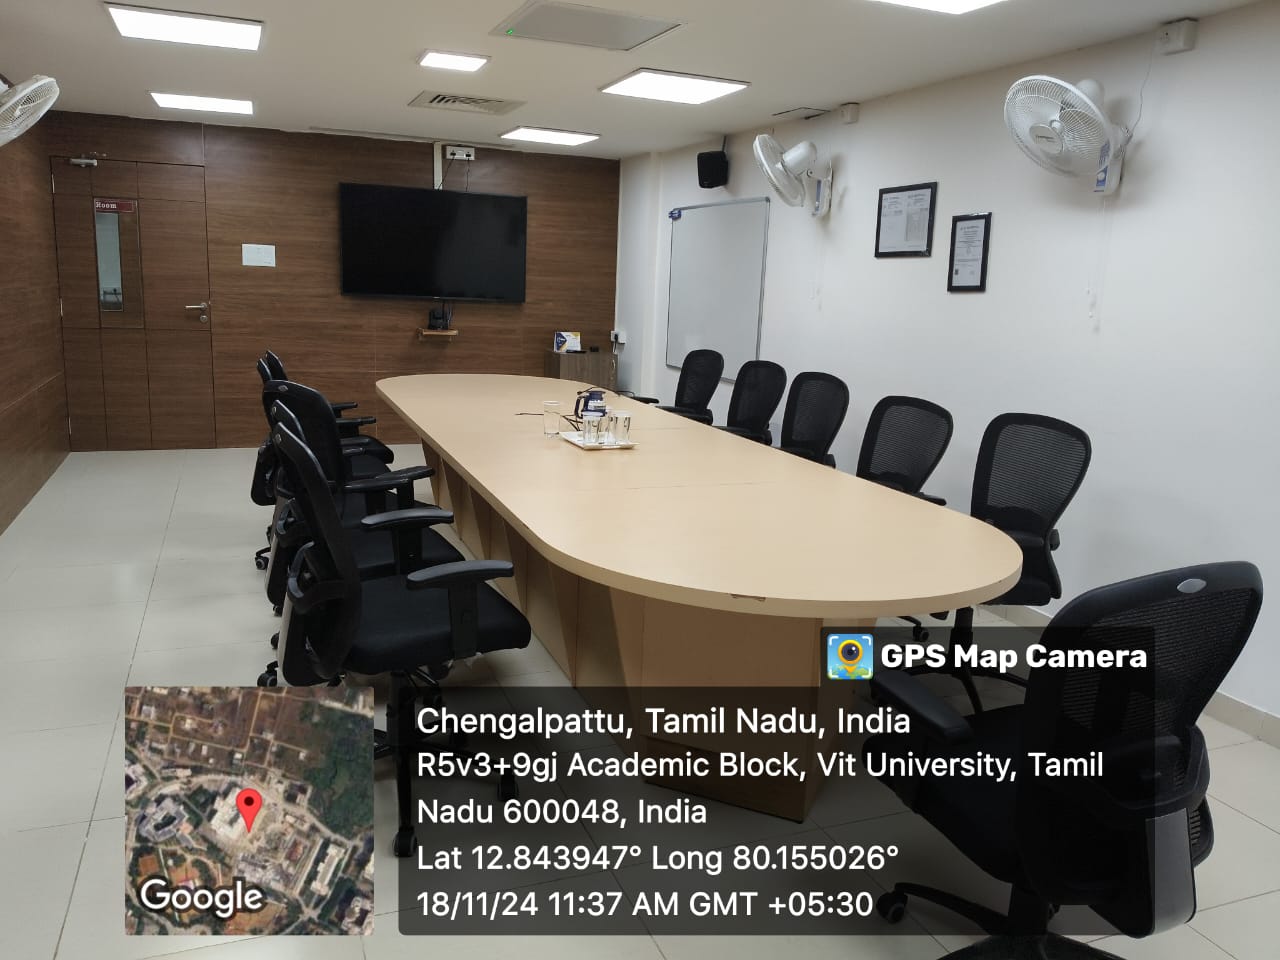 Room
GPS Map Camera
Chengalpattu, Tamil Nadu, India
R5v3+9gj Academic Block, Vit University, Tamil
Nadu 600048, India
Lat 12.843947° Long 80.155026°
18/11/24 11:37 AM GMT +05:30
Google